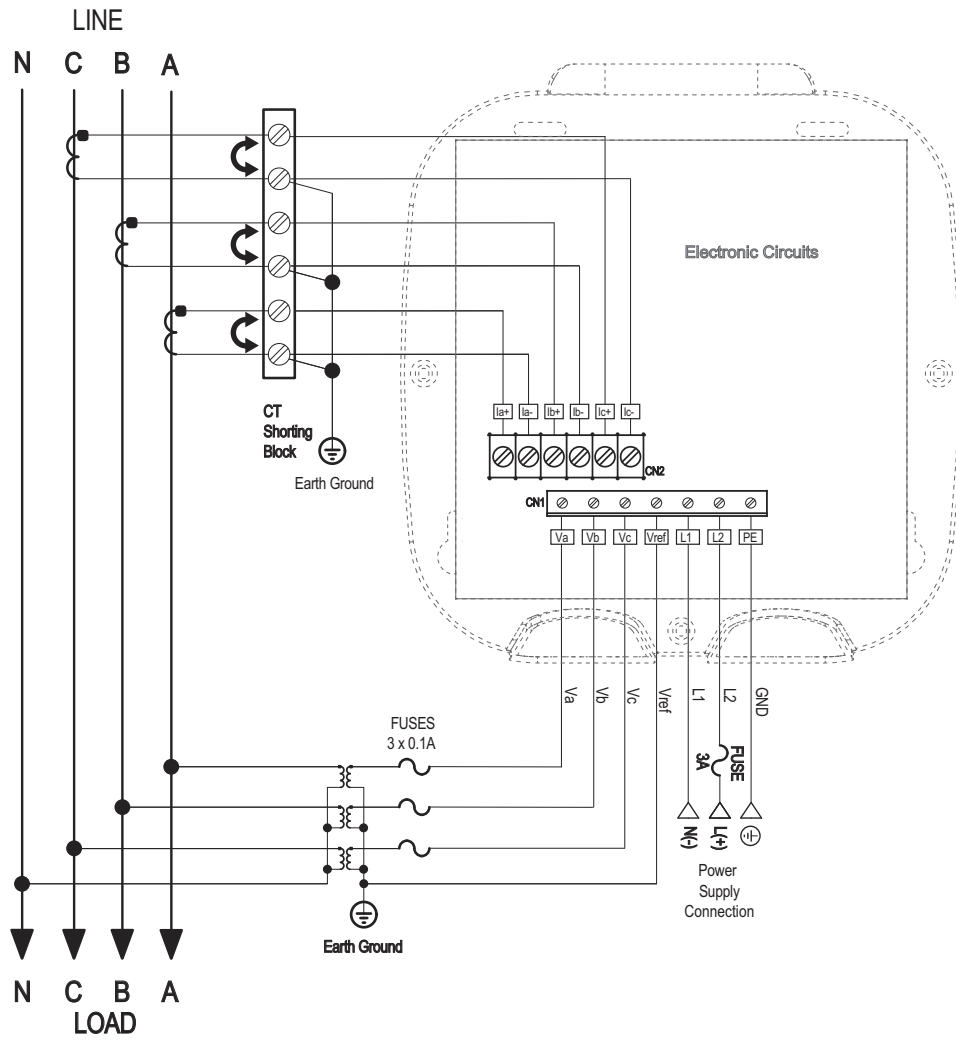 LINE
N C B A
Electronic Circuits
Ia+ Ia- Ib+ Ib- Ic+ Ic-
CT
Shorting
Block
CN2
Earth Ground
CN1
Va Vb Vc Vref L1 L2 PE
Va Vb Vc Vref L1 L2 GND
FUSES
3 x 0.1A
FUSE
3A
N(-) L(+)
Power
Supply
Connection
Earth Ground
N C B A
LOAD